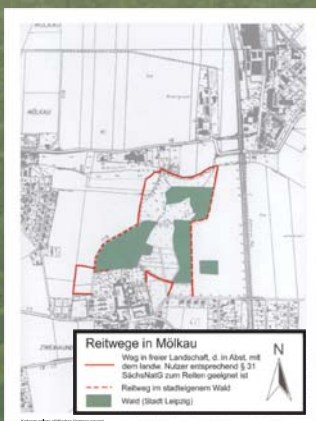 MÖLKAU
ZWEINAUND
Reitwege in Mölkau
N
Weg in freier Landschaft, d. in Abst. mit
dem landw. Nutzer entsprechend § 31
SächsNatG zum Reiten geeignet ist
Reitweg im stadteigenem Wald
Wald (Stadt Leipzig)